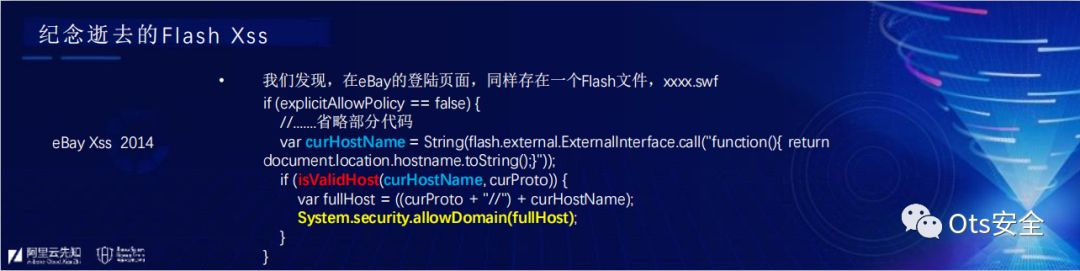 纪念逝去的Flash Xss
eBay Xss 2014
• 我们发现，在eBay的登陆页面，同样存在一个Flash文件，xxxx.swf
if (explicitAllowPolicy == false) {
//.......省略部分代码
var curHostName = String(flash.external.ExternalInterface.call("function(){ return
document.location.hostname.toString();}"));
if (isValidHost(curHostName, curProto)) {
var fullHost = ((curProto + "//") + curHostName);
System.security.allowDomain(fullHost);
}
}
Ots安全
阿里云先知